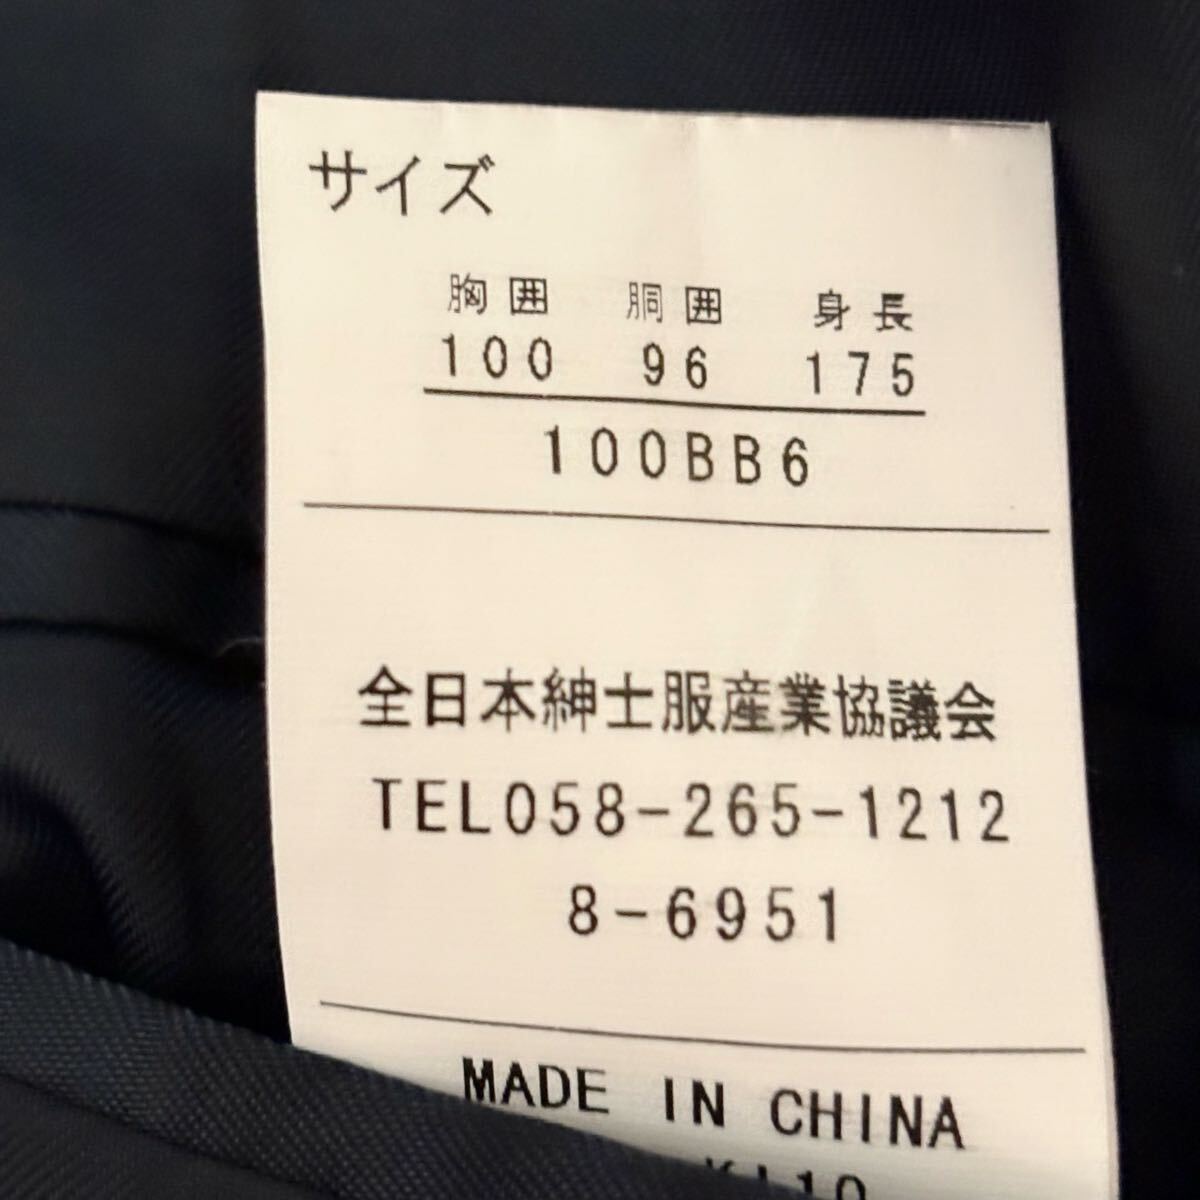 サイズ
胸囲 胴囲 身長
100 96 175
100BB6
全日本紳士服産業協議会
TEL058-265-1212
8-6951
MADE IN CHINA